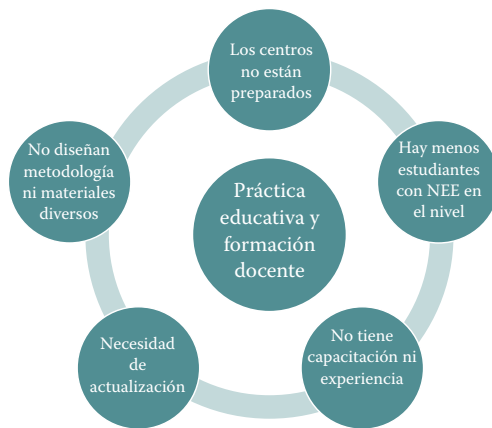 Los centros
no están
preparados
Hay menos
estudiantes
con NEE en
el nivel
No tiene
capacitación ni
experiencia
Necesidad
de
actualización
No diseñan
metodología
ni materiales
diversos
Práctica
educativa y
formación
docente